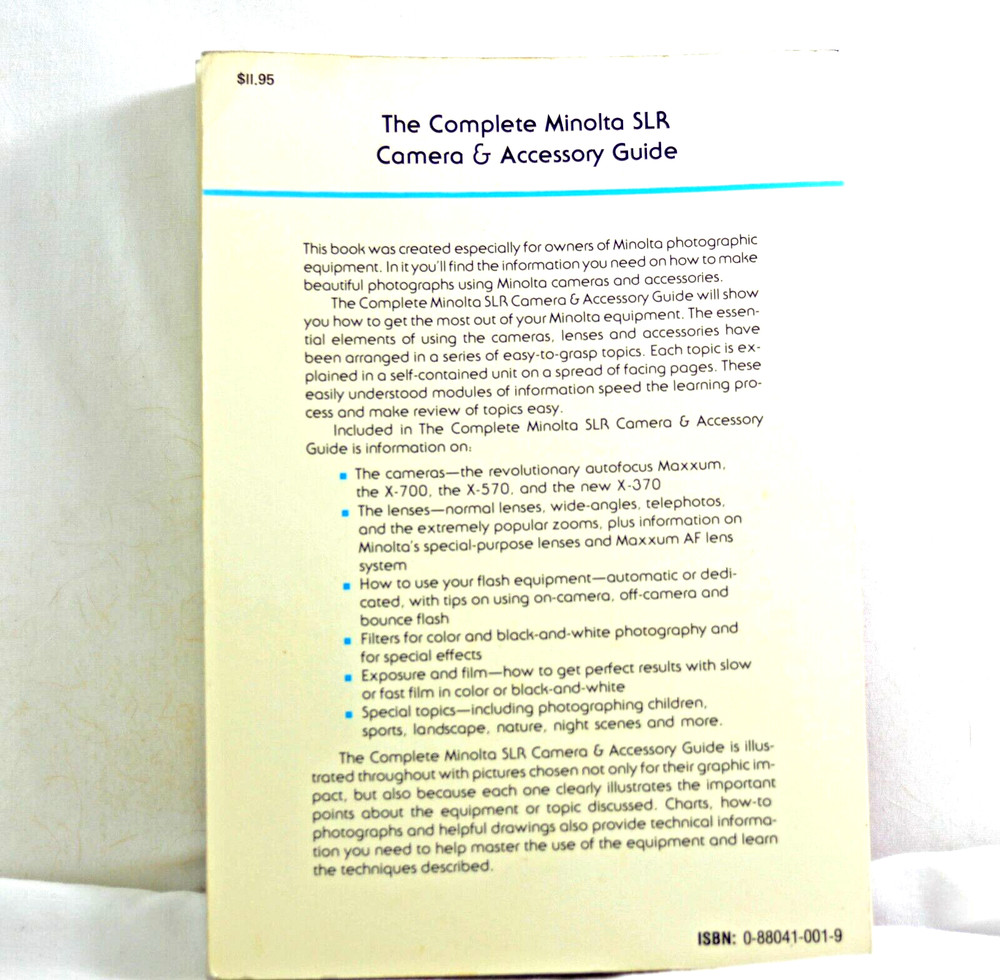 $11.95
The Complete Minolta SLR
Camera & Accessory Guide
This book was created especially for owners of Minolta photographic
equipment. In it you'll find the information you need on how to make
beautiful photographs using Minolta cameras and accessories.
The Complete Minolta SLR Camera & Accessory Guide will show
you how to get the most out of your Minolta equipment. The essen-
tial elements of using the cameras, lenses and accessories have
been arranged in a series of easy-to-grasp topics. Each topic is ex-
plained in a self-contained unit on a spread of facing pages. These
easily understood modules of information speed the learning pro-
cess and make review of topics easy.
Included in The Complete Minolta SLR Camera & Accessory
Guide is information on:
▪ The cameras—the revolutionary autofocus Maxxum,
the X-700, the X-570, and the new X-370
▪ The lenses—normal lenses, wide-angles, telephotos,
and the extremely popular zooms, plus information on
Minolta's special-purpose lenses and Maxxum AF lens
system
▪ How to use your flash equipment—automatic or dedi-
cated, with tips on using on-camera, off-camera and
bounce flash
▪ Filters for color and black-and-white photography and
for special effects
▪ Exposure and film—how to get perfect results with slow
or fast film in color or black-and-white
▪ Special topics—including photographing children,
sports, landscape, nature, night scenes and more.
The Complete Minolta SLR Camera & Accessory Guide is illus-
trated throughout with pictures chosen not only for their graphic im-
pact, but also because each one clearly illustrates the important
points about the equipment or topic discussed. Charts, how-to
photographs and helpful drawings also provide technical informa-
tion you need to help master the use of the equipment and learn
the techniques described.
ISBN: 0-88041-001-9